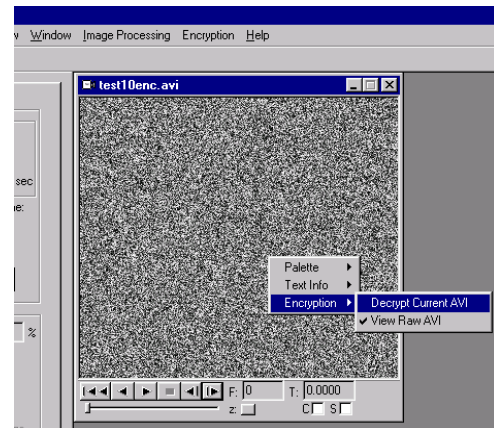 Window Image Processing Encryption Help
test10enc.avi
sec
e:
%
Palette
Text Info
Encryption
Decrypt Current AVI
View Raw AVI
F: 0 T: 0.0000
z: C S